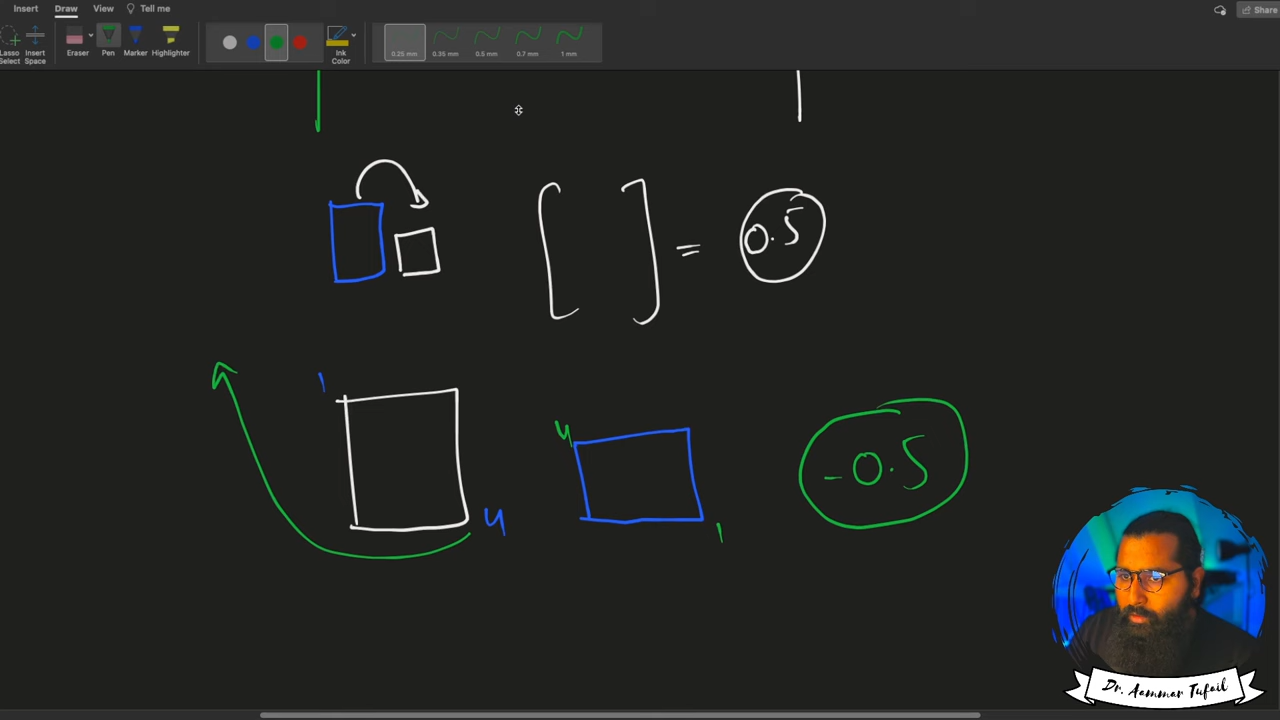 Insert Draw View Tell me
Share
Lasso Select
Insert Space
Eraser
Pen
Marker
Highlighter
Ink Color
0.25 mm
0.35 mm
0.5 mm
0.7 mm
1 mm
[ ] = 0.5
1
4
4
1
-0.5
Dr. Aammar Tufail